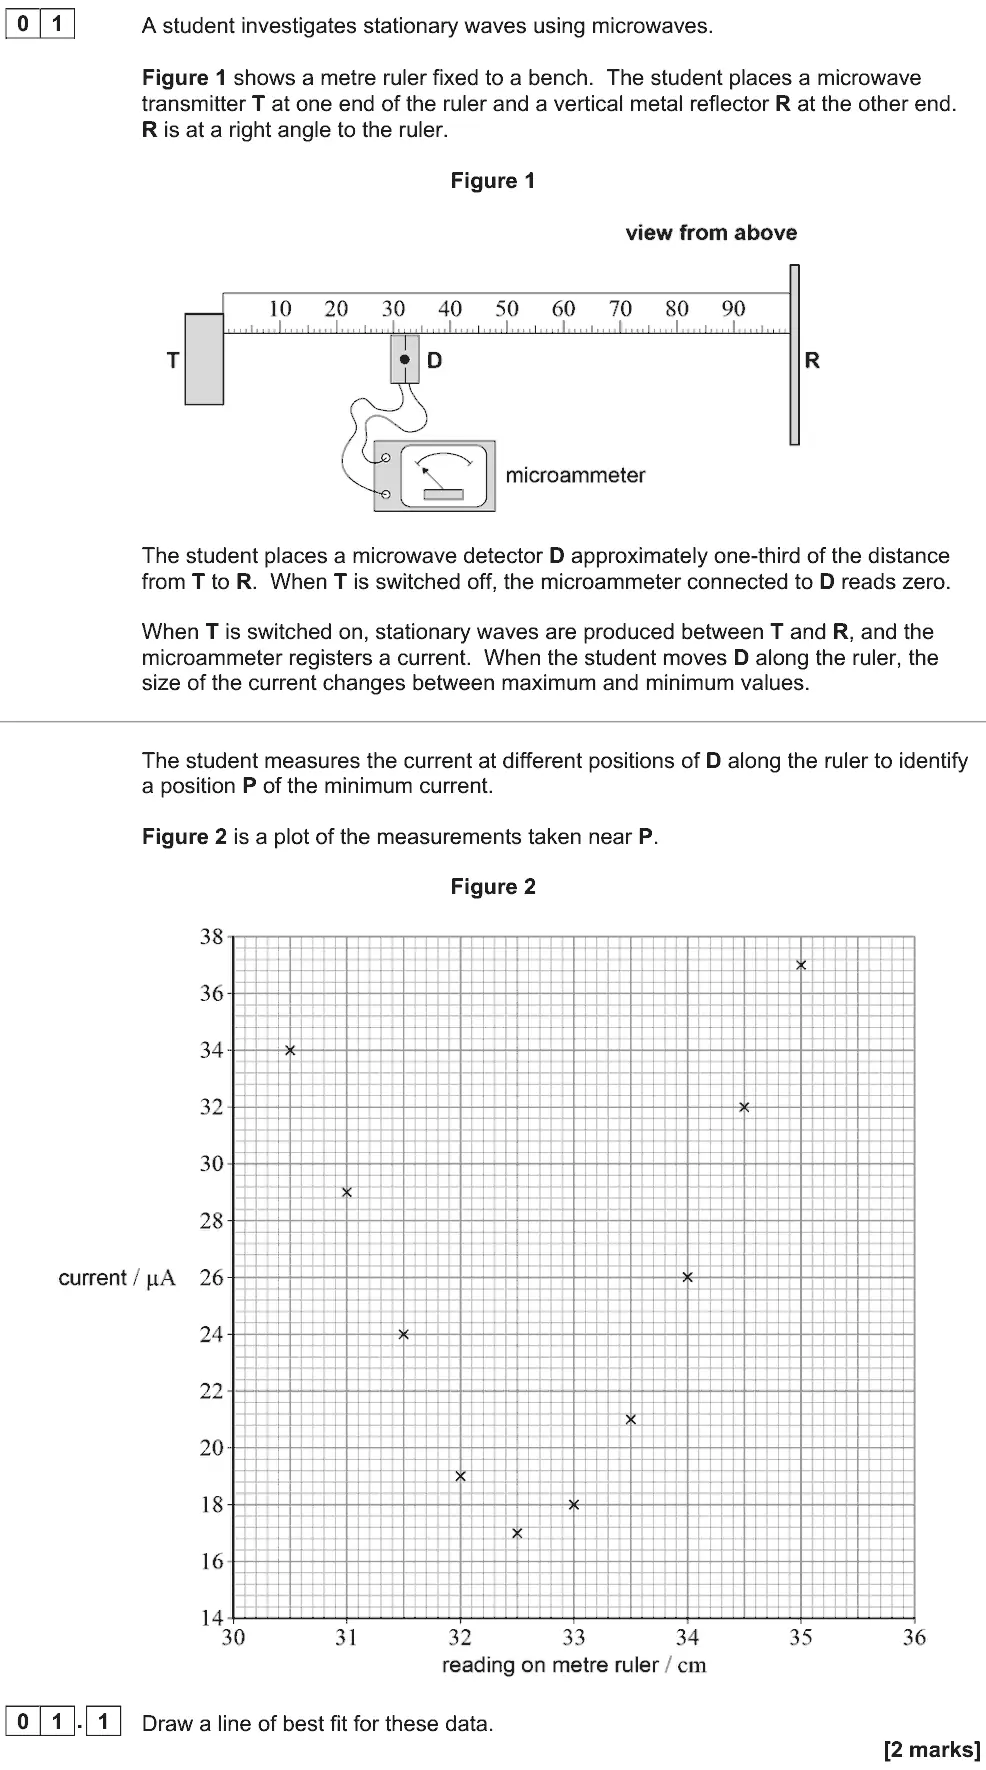 0 1
A student investigates stationary waves using microwaves.
Figure 1 shows a metre ruler fixed to a bench. The student places a microwave
transmitter T at one end of the ruler and a vertical metal reflector R at the other end.
R is at a right angle to the ruler.
Figure 1
view from above
10 20 30 40 50 60 70 80 90
T
D
R
microammeter
The student places a microwave detector D approximately one-third of the distance
from T to R. When T is switched off, the microammeter connected to D reads zero.
When T is switched on, stationary waves are produced between T and R, and the
microammeter registers a current. When the student moves D along the ruler, the
size of the current changes between maximum and minimum values.
The student measures the current at different positions of D along the ruler to identify
a position P of the minimum current.
Figure 2 is a plot of the measurements taken near P.
Figure 2
38
36
34
32
30
28
current / µA 26
24
22
20
18
16
14
30 31 32 33 34 35 36
reading on metre ruler / cm
0 1 . 1 Draw a line of best fit for these data.
[2 marks]